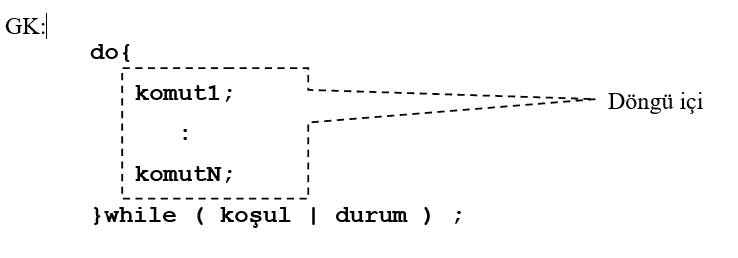 GK:
do{
komut1;
Döngü içi
:
komutN;
}while ( koşul | durum ) ;